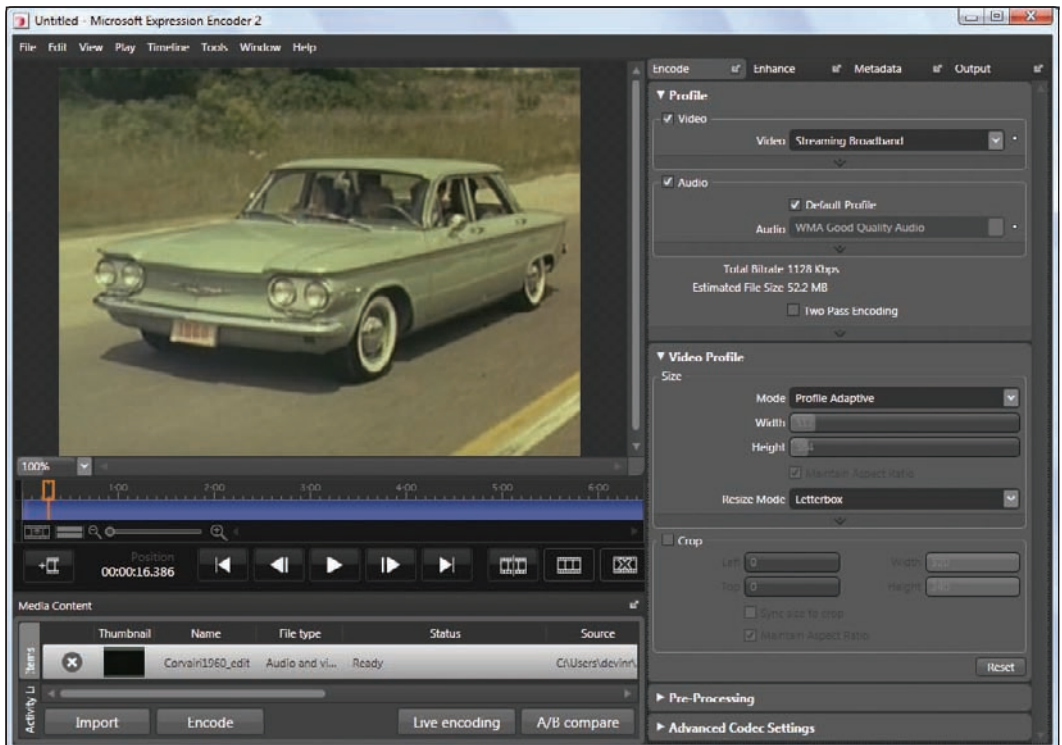 Untitled - Microsoft Expression Encoder 2
File Edit View Play Timeline Tools Window Help
Encode Enhance Metadata Output
Profile
Video
Video Streaming Broadband
Audio
Default Profile
Audio WMA Good Quality Audio
Total Bitrate 1128 Kbps
Estimated File Size 52.2 MB
Two Pass Encoding
Video Profile
Size
Mode Profile Adaptive
Width
Height
Maintain Aspect Ratio
Resize Mode Letterbox
Crop
Left 0 Width 320
Top 0 Height 240
Sync size to crop
Maintain Aspect Ratio
Reset
Pre-Processing
Advanced Codec Settings
1960
100%
1:00 2:00 3:00 4:00 5:00 6:00
Position
00:00:16.386
Media Content
Items
Activity L
Thumbnail Name File type Status Source
Corvair1960_edit Audio and vi... Ready C:\Users\devinr\.
Import Encode Live encoding A/B compare